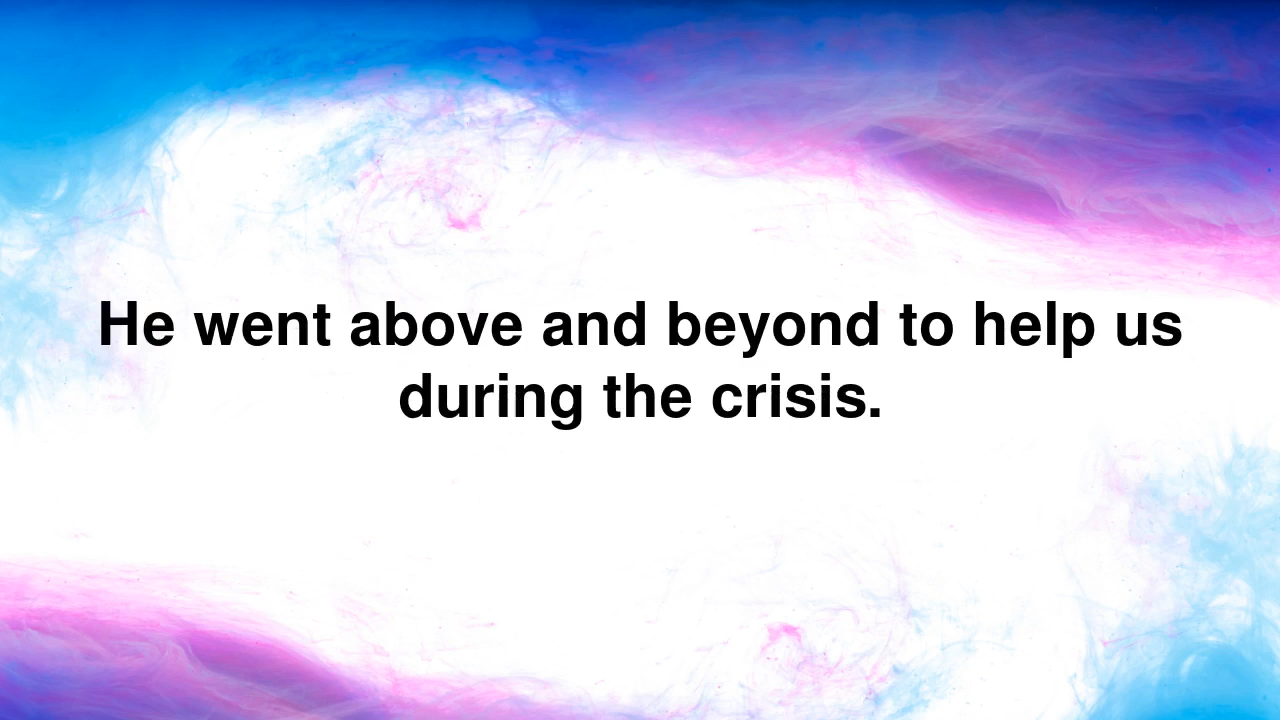 He went above and beyond to help us
during the crisis.